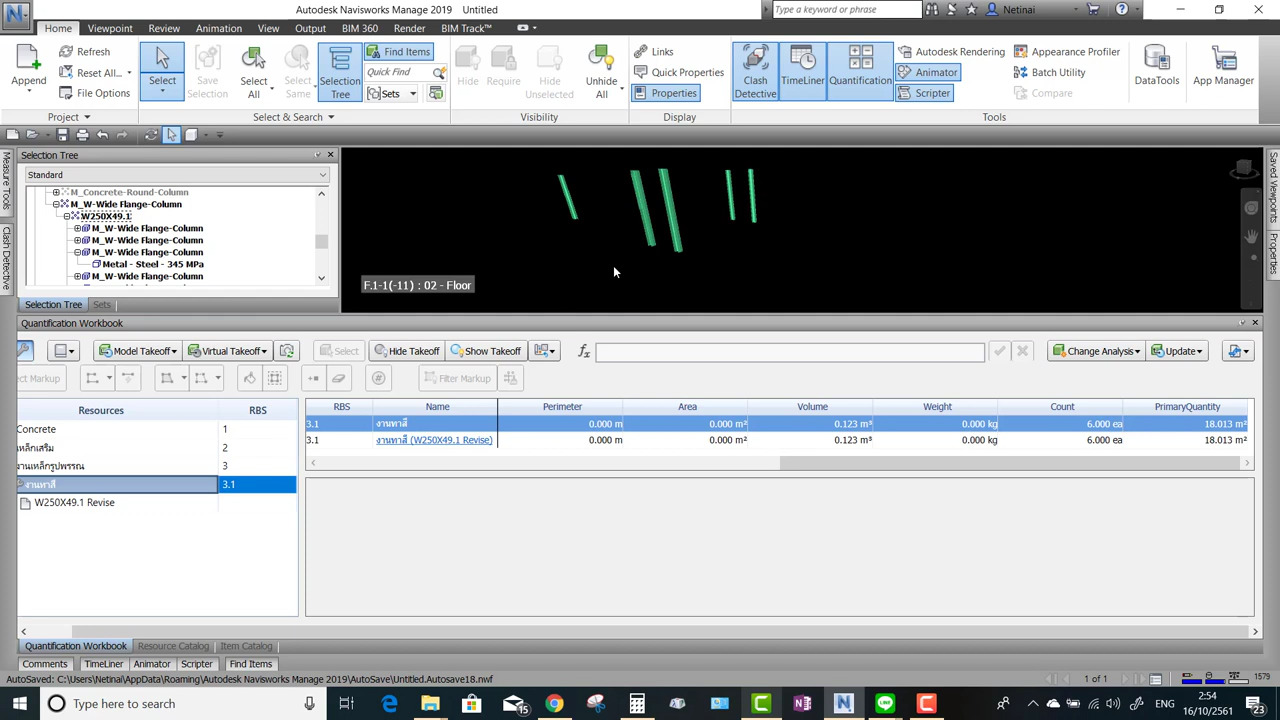 Autodesk Navisworks Manage 2019 Untitled
Type a keyword or phrase
Netinai
Home Viewpoint Review Animation View Output BIM 360 Render BIM Track™
Append
Refresh
Reset All...
File Options
Project
Select
Save Selection
Select All
Select Same
Selection Tree
Find Items
Quick Find
Sets
Select & Search
Hide
Require
Hide Unselected
Unhide All
Visibility
Links
Quick Properties
Properties
Display
Clash Detective
TimeLiner
Quantification
Autodesk Rendering
Animator
Scripter
Appearance Profiler
Batch Utility
Compare
DataTools
App Manager
Tools
Measure Tools
Clash Detective
Selection Tree
Standard
M_Concrete-Round-Column
M_W-Wide Flange-Column
W250X49.1
M_W-Wide Flange-Column
M_W-Wide Flange-Column
M_W-Wide Flange-Column
Metal - Steel - 345 MPa
M_W-Wide Flange-Column
Selection Tree Sets
F.1-1(-11) : 02 - Floor
Saved Viewpoints
Properties
Quantification Workbook
Model Takeoff
Virtual Takeoff
Select
Hide Takeoff
Show Takeoff
Change Analysis
Update
ect Markup
Filter Markup
Resources RBS
Concrete 1
เหล็กเสริม 2
งานเหล็กรูปพรรณ 3
งานทาสี 3.1
W250X49.1 Revise
RBS Name Perimeter Area Volume Weight Count PrimaryQuantity
3.1 งานทาสี 0.000 m 0.000 m² 0.123 m³ 0.000 kg 6.000 ea 18.013 m²
3.1 งานทาสี (W250X49.1 Revise) 0.000 m 0.000 m² 0.123 m³ 0.000 kg 6.000 ea 18.013 m²
Quantification Workbook Resource Catalog Item Catalog
Comments TimeLiner Animator Scripter Find Items
AutoSaved: C:\Users\Netinai\AppData\Roaming\Autodesk Navisworks Manage 2019\AutoSave\Untitled.Autosave18.nwf
1 of 1
1579
Type here to search
15
ENG
2:54
16/10/2561